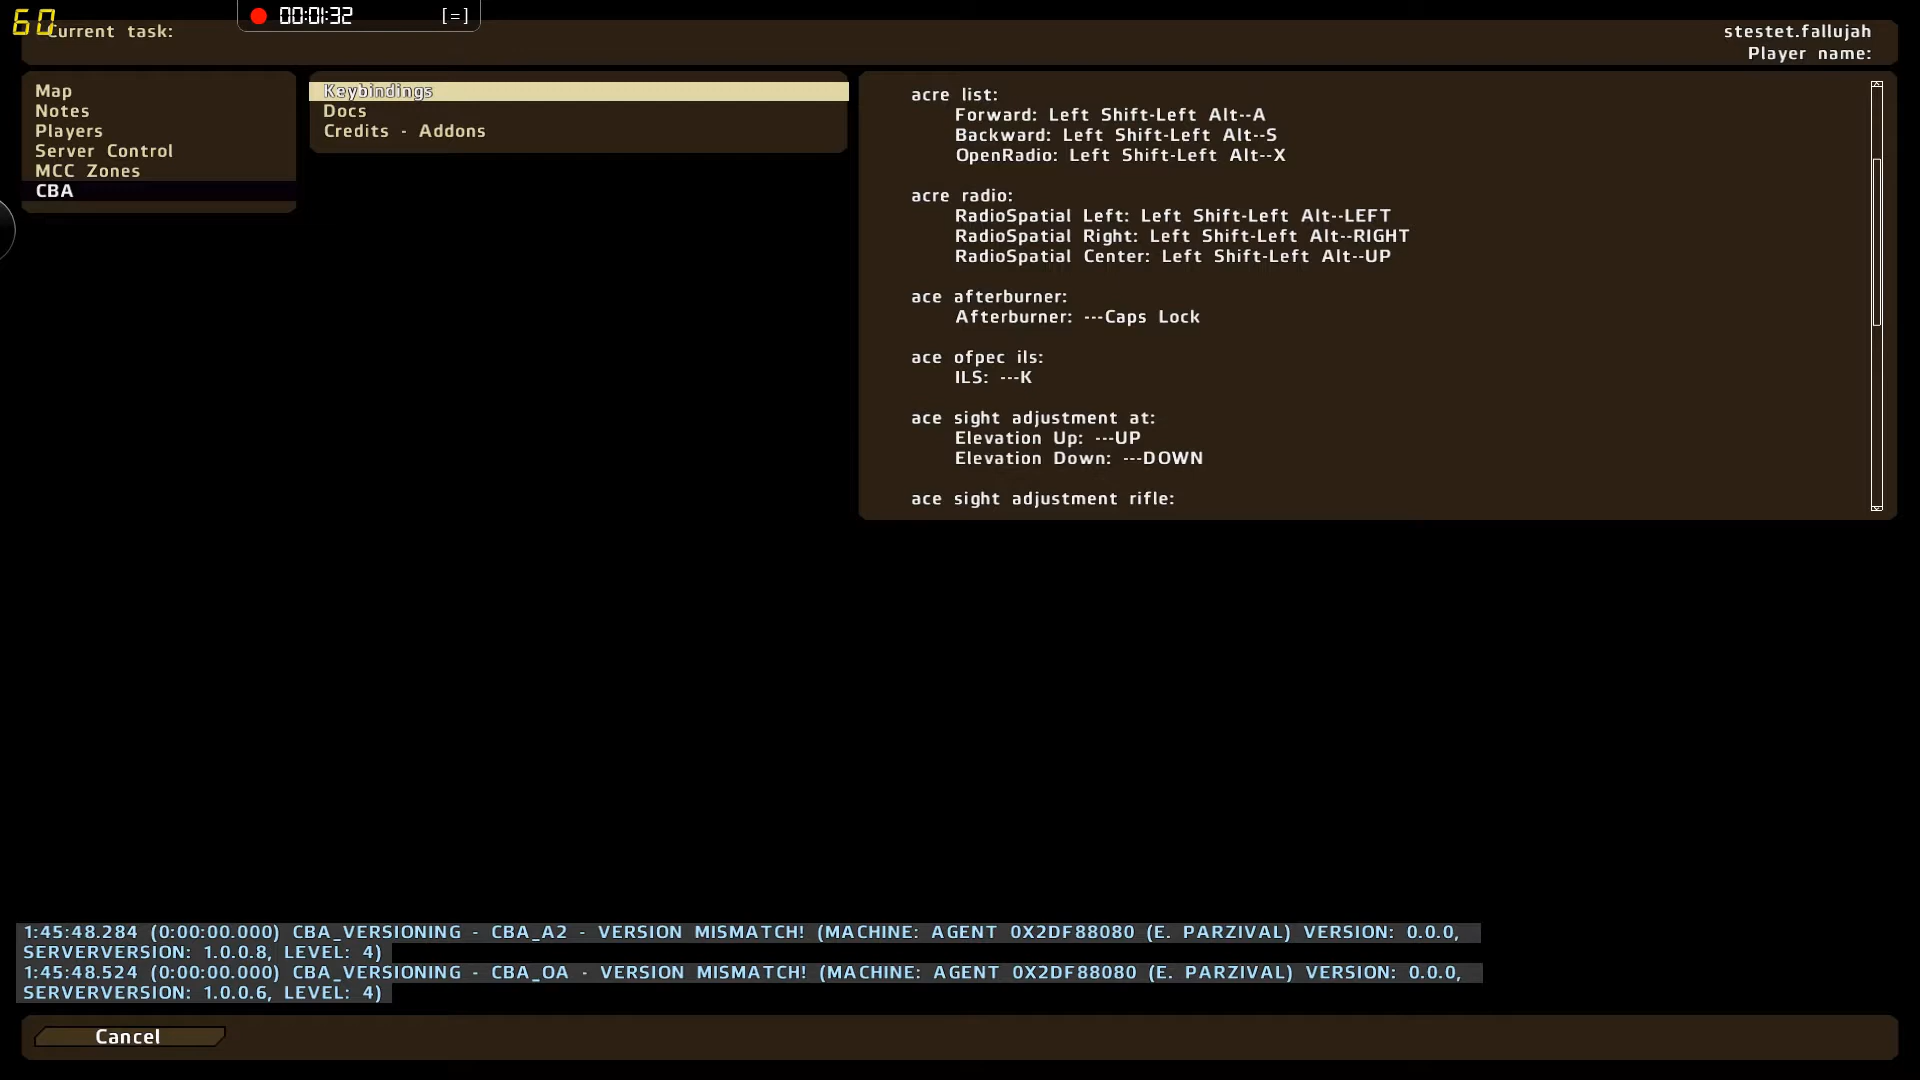 60
00:01:32
[=]
Current task:
stestet.fallujah
Player name:
Map
Notes
Players
Server Control
MCC Zones
CBA
Keybindings
Docs
Credits - Addons
acre list:
Forward: Left Shift-Left Alt--A
Backward: Left Shift-Left Alt--S
OpenRadio: Left Shift-Left Alt--X
acre radio:
RadioSpatial Left: Left Shift-Left Alt--LEFT
RadioSpatial Right: Left Shift-Left Alt--RIGHT
RadioSpatial Center: Left Shift-Left Alt--UP
ace afterburner:
Afterburner: ---Caps Lock
ace ofpec ils:
ILS: ---K
ace sight adjustment at:
Elevation Up: ---UP
Elevation Down: ---DOWN
ace sight adjustment rifle:
1:45:48.284 (0:00:00.000) CBA_VERSIONING - CBA_A2 - VERSION MISMATCH! (MACHINE: AGENT 0X2DF88080 (E. PARZIVAL) VERSION: 0.0.0,
SERVERVERSION: 1.0.0.8, LEVEL: 4)
1:45:48.524 (0:00:00.000) CBA_VERSIONING - CBA_OA - VERSION MISMATCH! (MACHINE: AGENT 0X2DF88080 (E. PARZIVAL) VERSION: 0.0.0,
SERVERVERSION: 1.0.0.6, LEVEL: 4)
Cancel